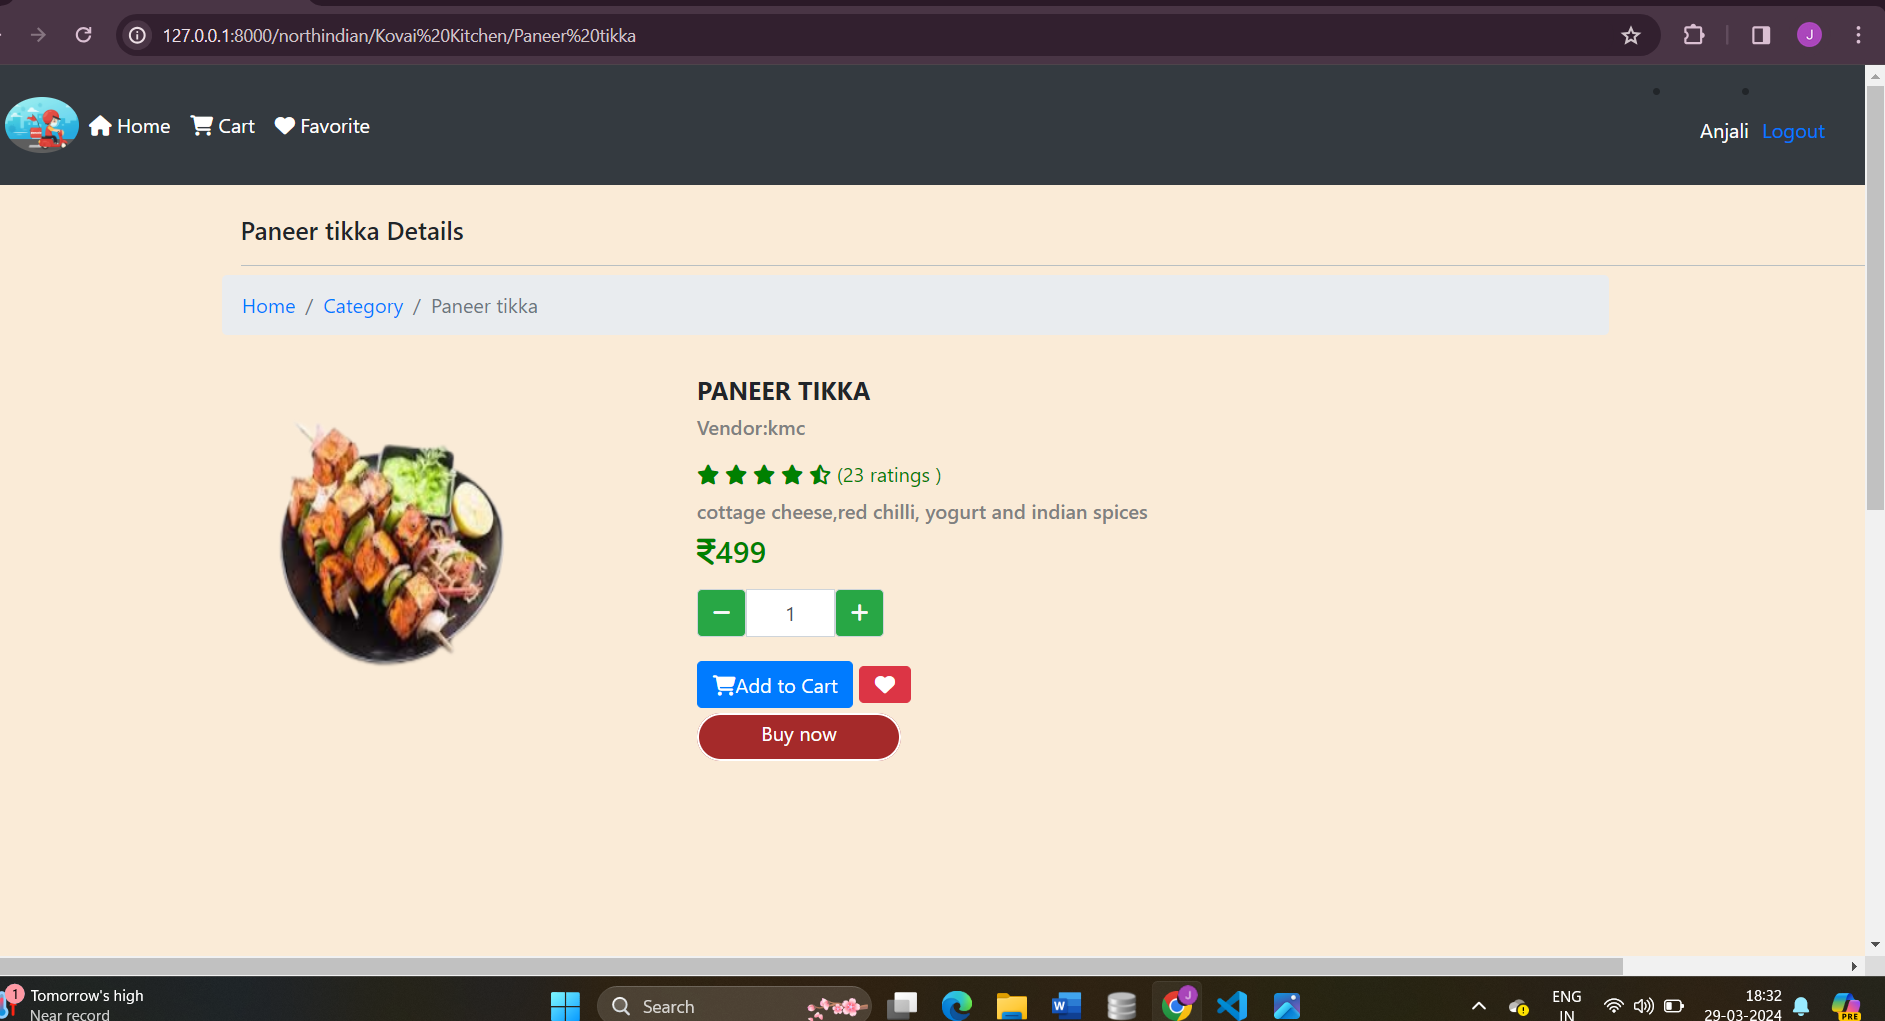 127.0.0.1:8000/northindian/Kovai%20Kitchen/Paneer%20tikka
J
Home Cart Favorite
Anjali Logout
Paneer tikka Details
Home / Category / Paneer tikka
PANEER TIKKA
Vendor:kmc
(23 ratings )
cottage cheese,red chilli, yogurt and indian spices
₹499
1
Add to Cart
Buy now
1 Tomorrow's high
Near record
Search
W
J
ENG
IN
18:32
29-03-2024
PRE